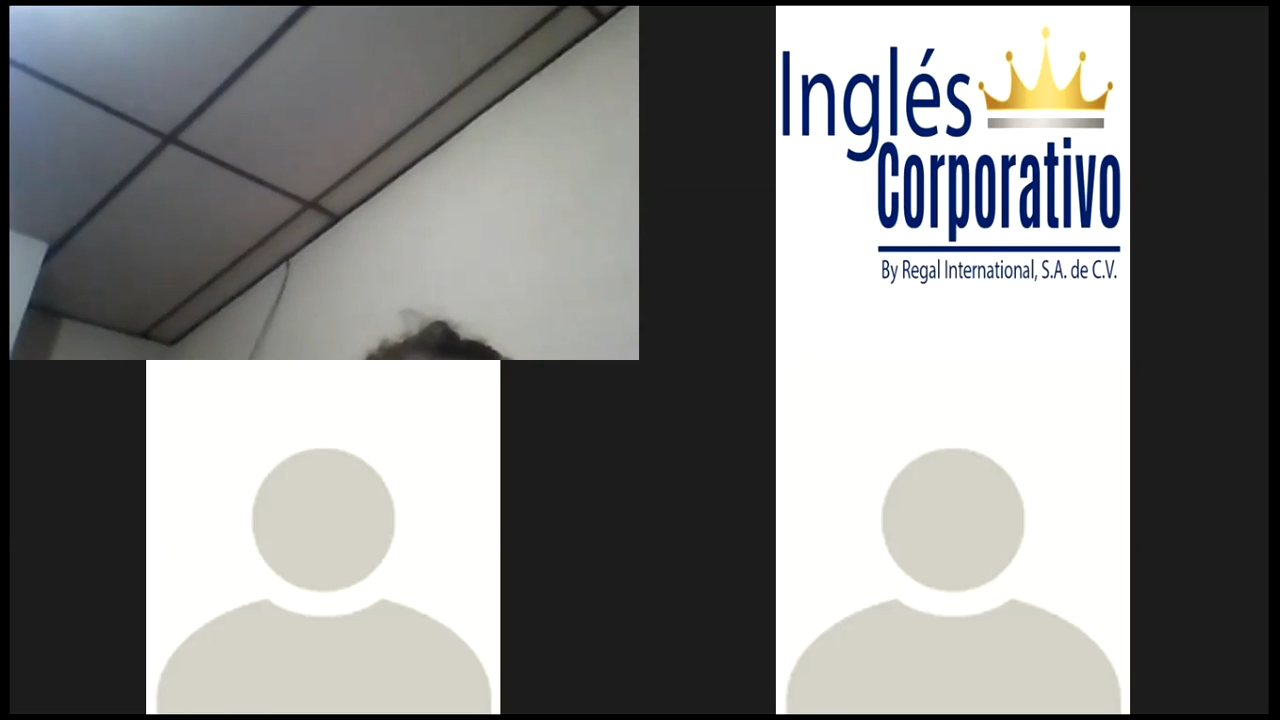 Inglés
Corporativo
By Regal International, S.A. de C.V.